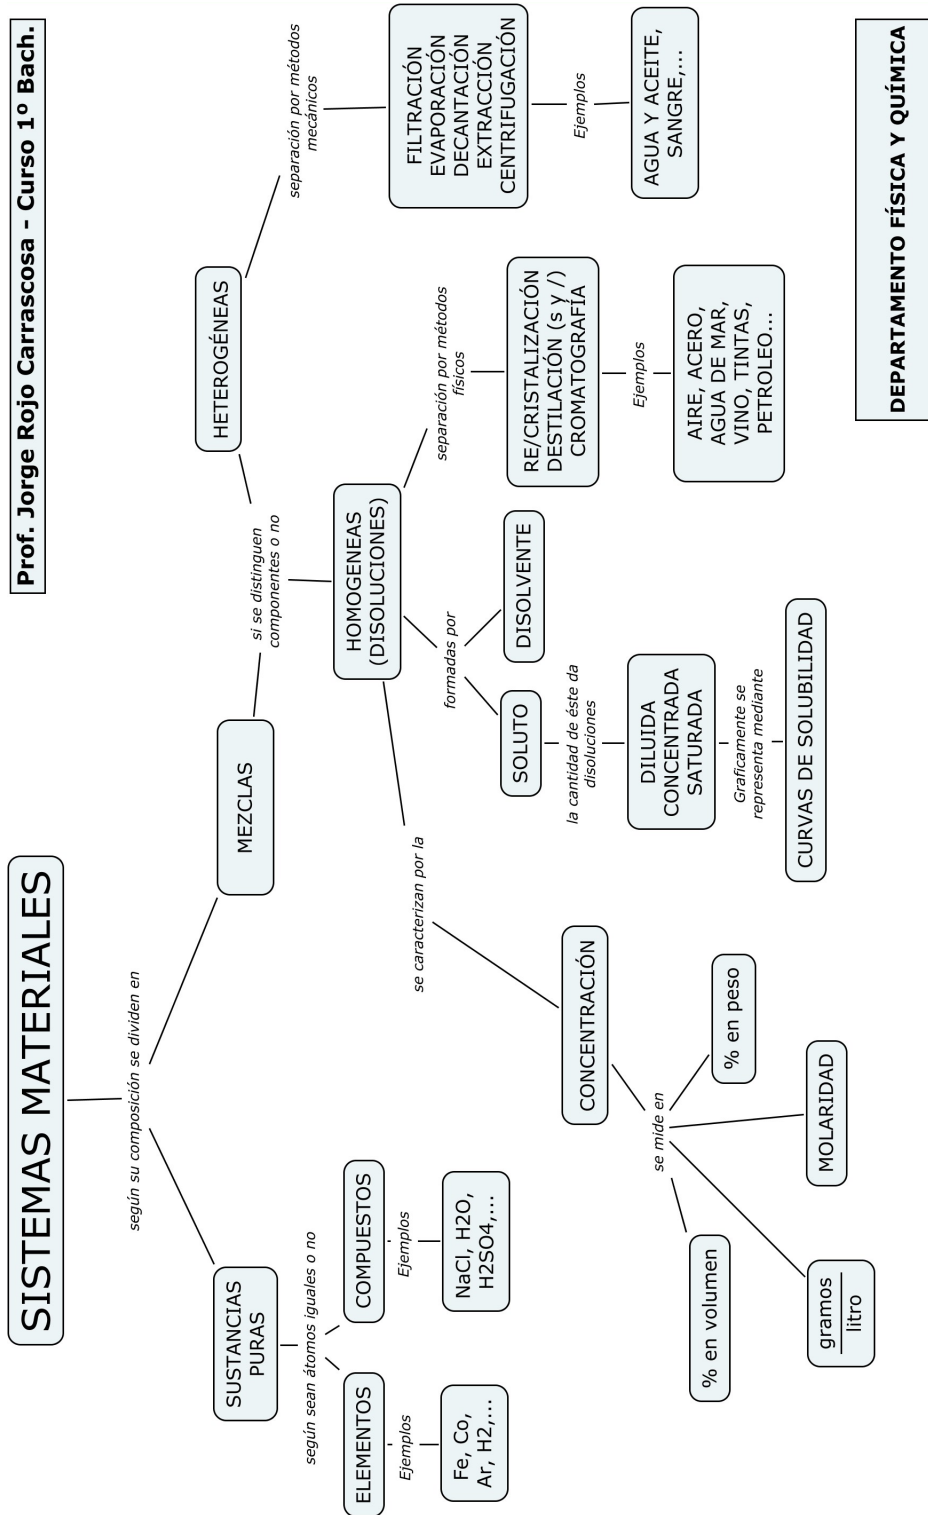 Prof. Jorge Rojo Carrascosa - Curso 1º Bach.
SISTEMAS MATERIALES
según su composición se dividen en
SUSTANCIAS
PURAS
según sean átomos iguales o no
ELEMENTOS
Ejemplos
Fe, Co,
Ar, H2,...
COMPUESTOS
Ejemplos
NaCl, H2O,
H2SO4,...
MEZCLAS
si se distinguen
componentes o no
HOMOGENEAS
(DISOLUCIONES)
se caracterizan por la
CONCENTRACIÓN
se mide en
% en volumen
gramos
litro
MOLARIDAD
% en peso
formadas por
SOLUTO
la cantidad de éste da
disoluciones
DILUIDA
CONCENTRADA
SATURADA
Graficamente se
representa mediante
CURVAS DE SOLUBILIDAD
DISOLVENTE
separación por métodos
físicos
RE/CRISTALIZACIÓN
DESTILACIÓN (s y /)
CROMATOGRAFÍA
Ejemplos
AIRE, ACERO,
AGUA DE MAR,
VINO, TINTAS,
PETROLEO...
HETEROGÉNEAS
separación por métodos
mecánicos
FILTRACIÓN
EVAPORACIÓN
DECANTACIÓN
EXTRACCIÓN
CENTRIFUGACIÓN
Ejemplos
AGUA Y ACEITE,
SANGRE,...
DEPARTAMENTO FÍSICA Y QUÍMICA